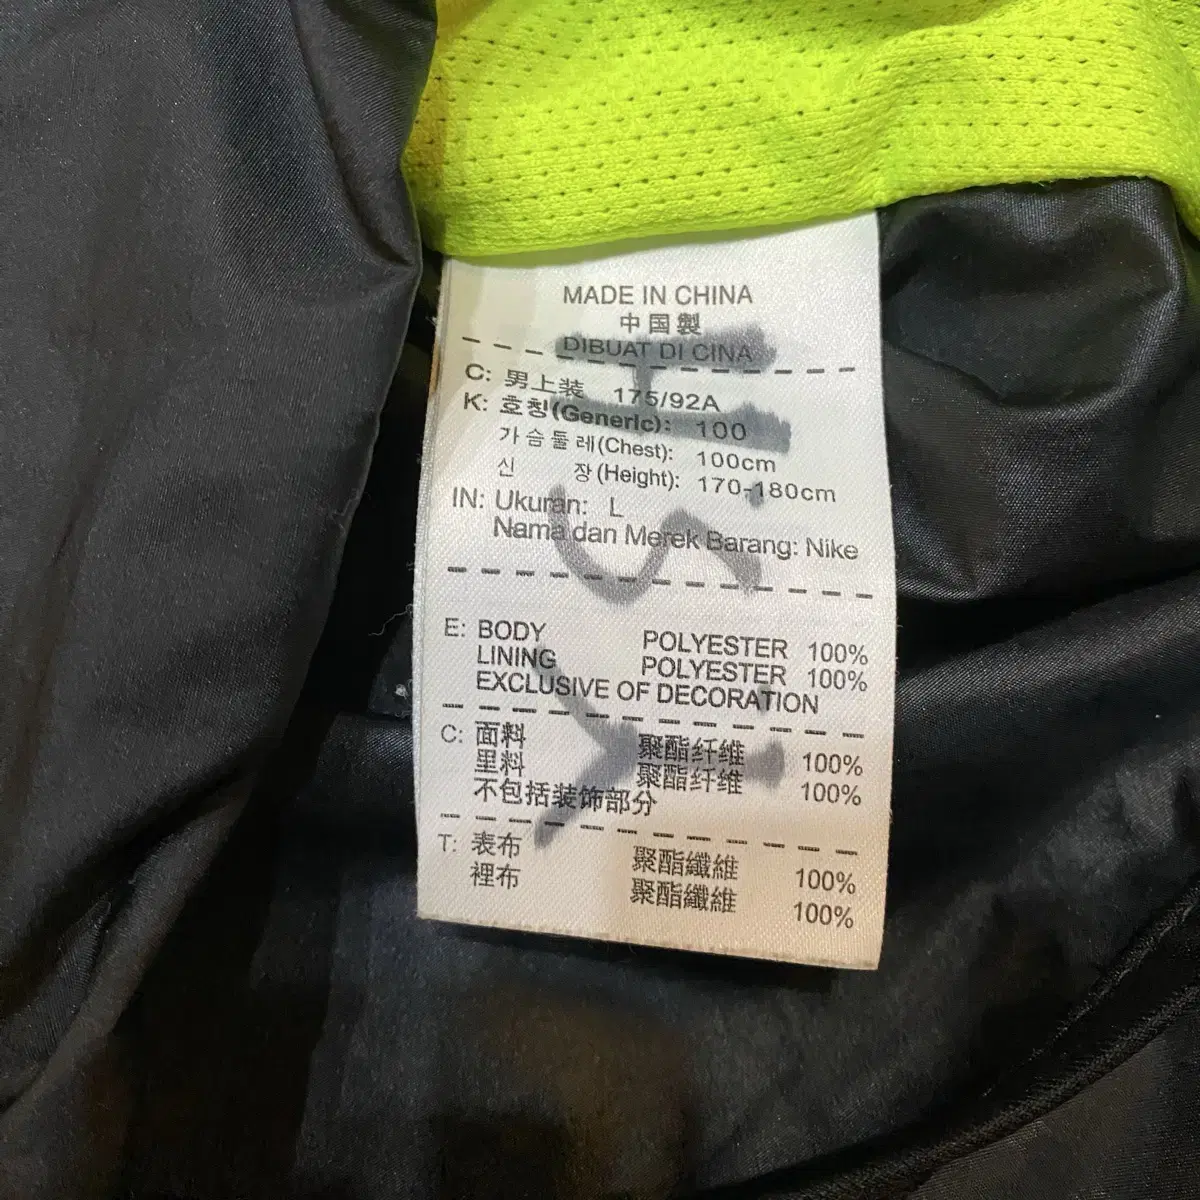 MADE IN CHINA
中国製
DIBUAT DI CINA
C: 男上装 175/92A
K: 호칭(Generic): 100
가슴둘레(Chest): 100cm
신 장(Height): 170-180cm
IN: Ukuran: L
Nama dan Merek Barang: Nike
E: BODY POLYESTER 100%
LINING POLYESTER 100%
EXCLUSIVE OF DECORATION
C: 面料 聚酯纤维 100%
里料 聚酯纤维 100%
不包括装饰部分
T: 表布 聚酯纖維 100%
裡布 聚酯纖維 100%